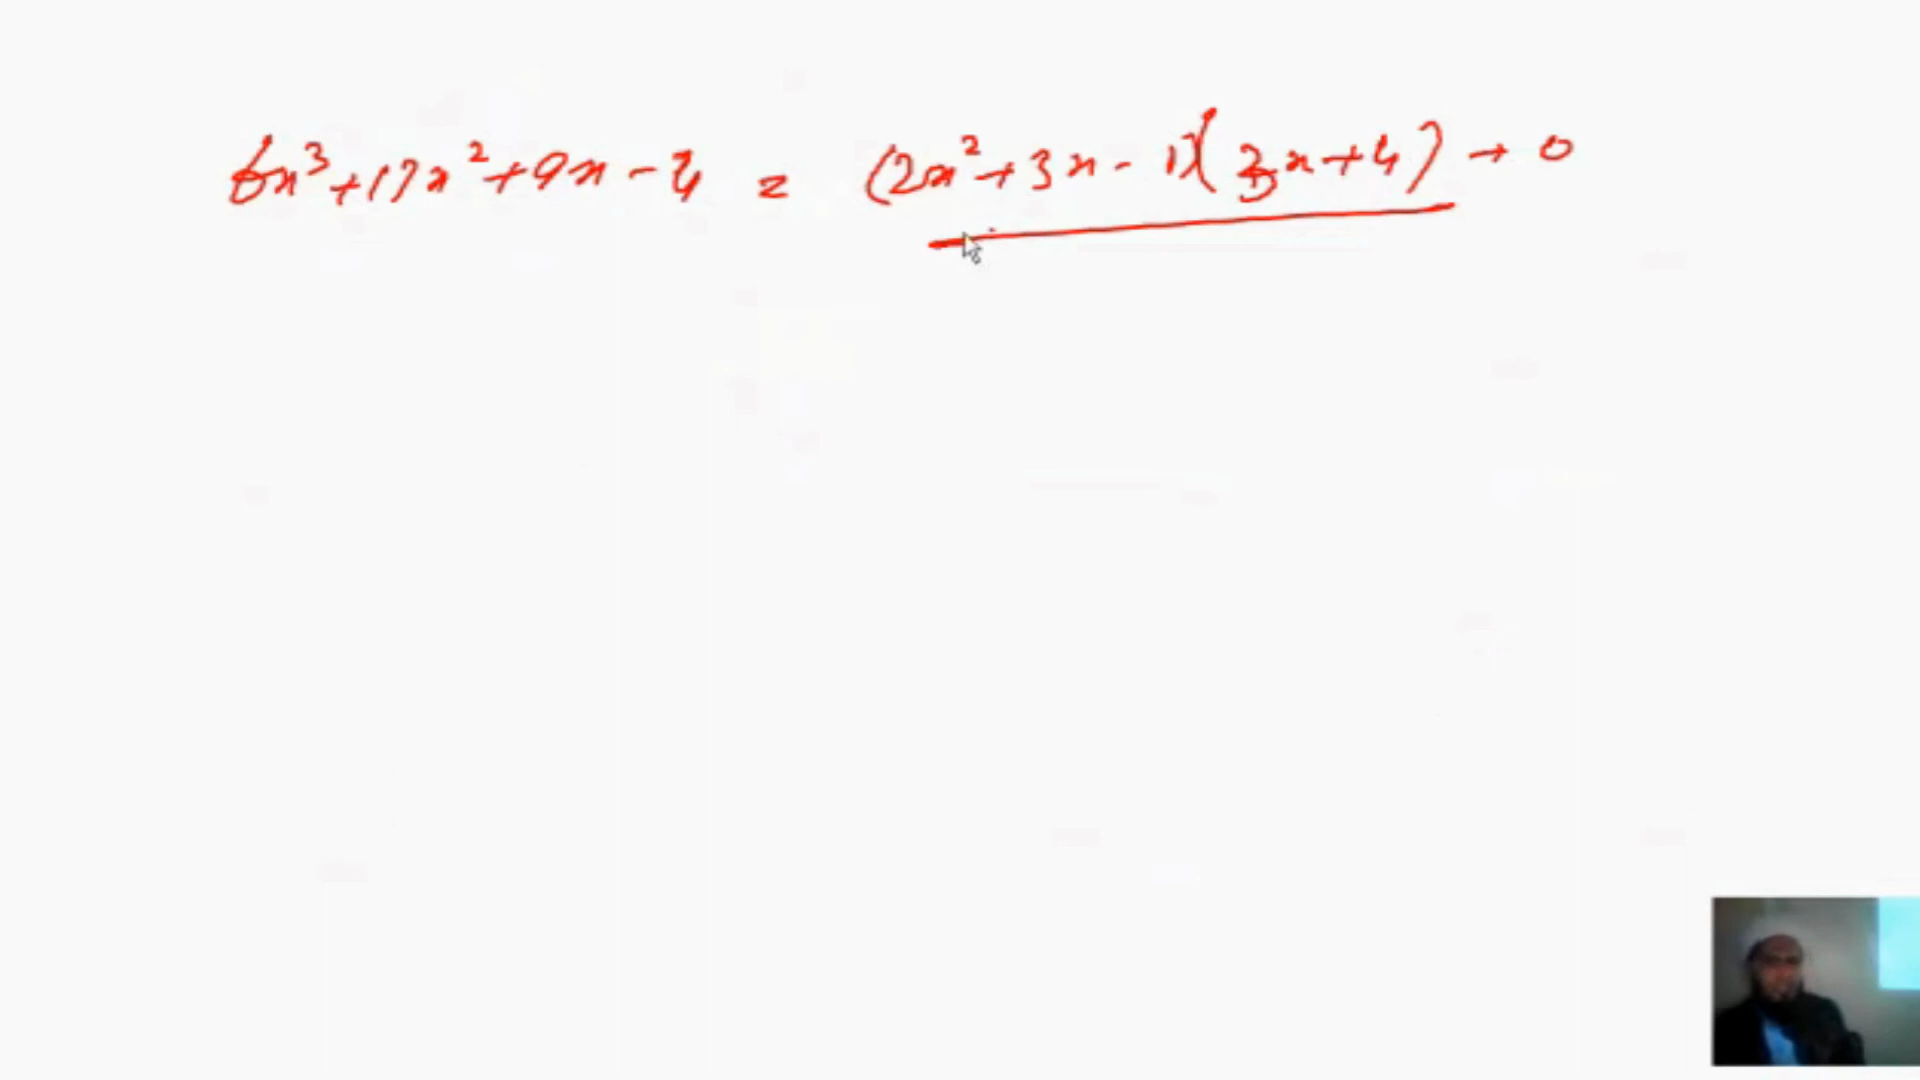 6x³+17x²+9x-4 = (2x²+3x-1)(3x+4) → 0